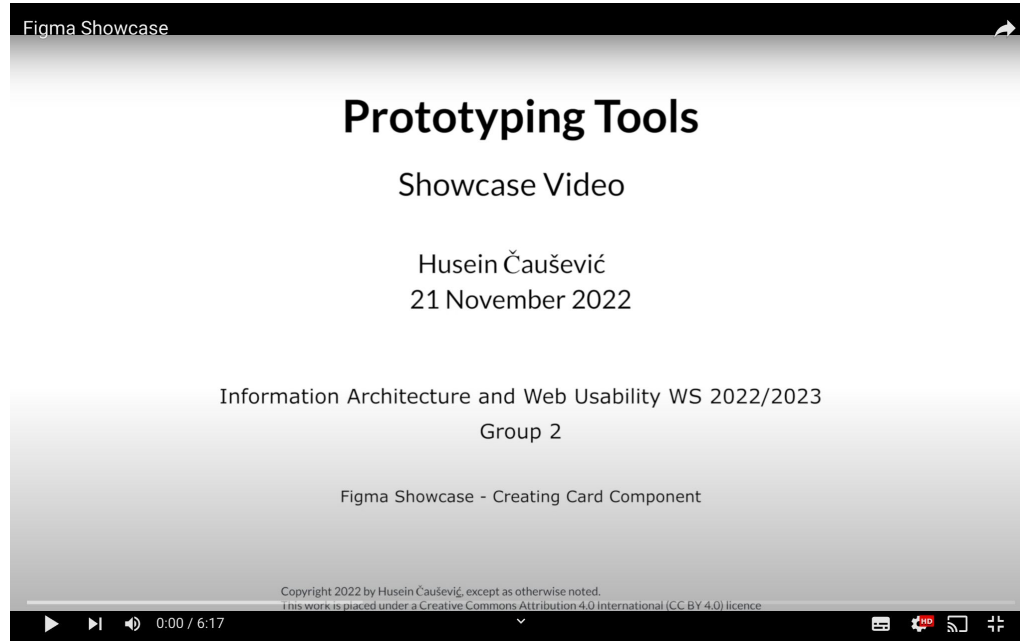 Figma Showcase
Prototyping Tools
Showcase Video
Husein Čaušević
21 November 2022
Information Architecture and Web Usability WS 2022/2023
Group 2
Figma Showcase - Creating Card Component
Copyright 2022 by Husein Čaušević, except as otherwise noted.
This work is placed under a Creative Commons Attribution 4.0 International (CC BY 4.0) licence
0:00 / 6:17
HD